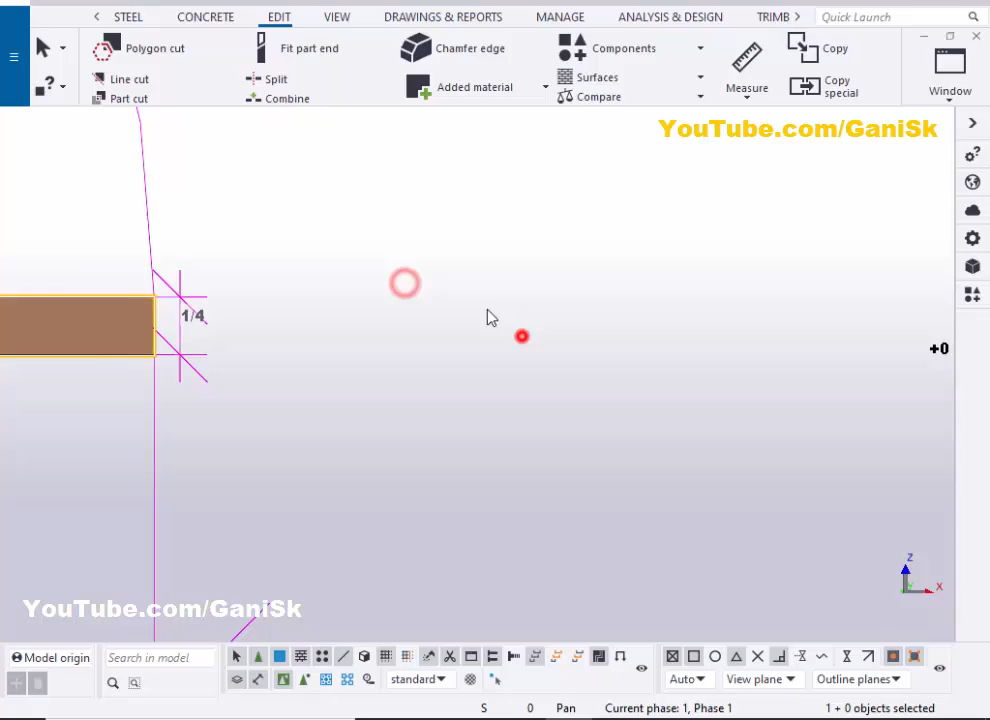 STEEL CONCRETE EDIT VIEW DRAWINGS & REPORTS MANAGE ANALYSIS & DESIGN TRIMB Quick Launch
Polygon cut Fit part end Chamfer edge Components Copy
Line cut Split Surfaces Measure Copy special Window
Part cut Combine Added material Compare
YouTube.com/GaniSk
1/4
+0
Z
X
YouTube.com/GaniSk
Model origin Search in model
standard Auto View plane Outline planes
S 0 Pan Current phase: 1, Phase 1 1 + 0 objects selected